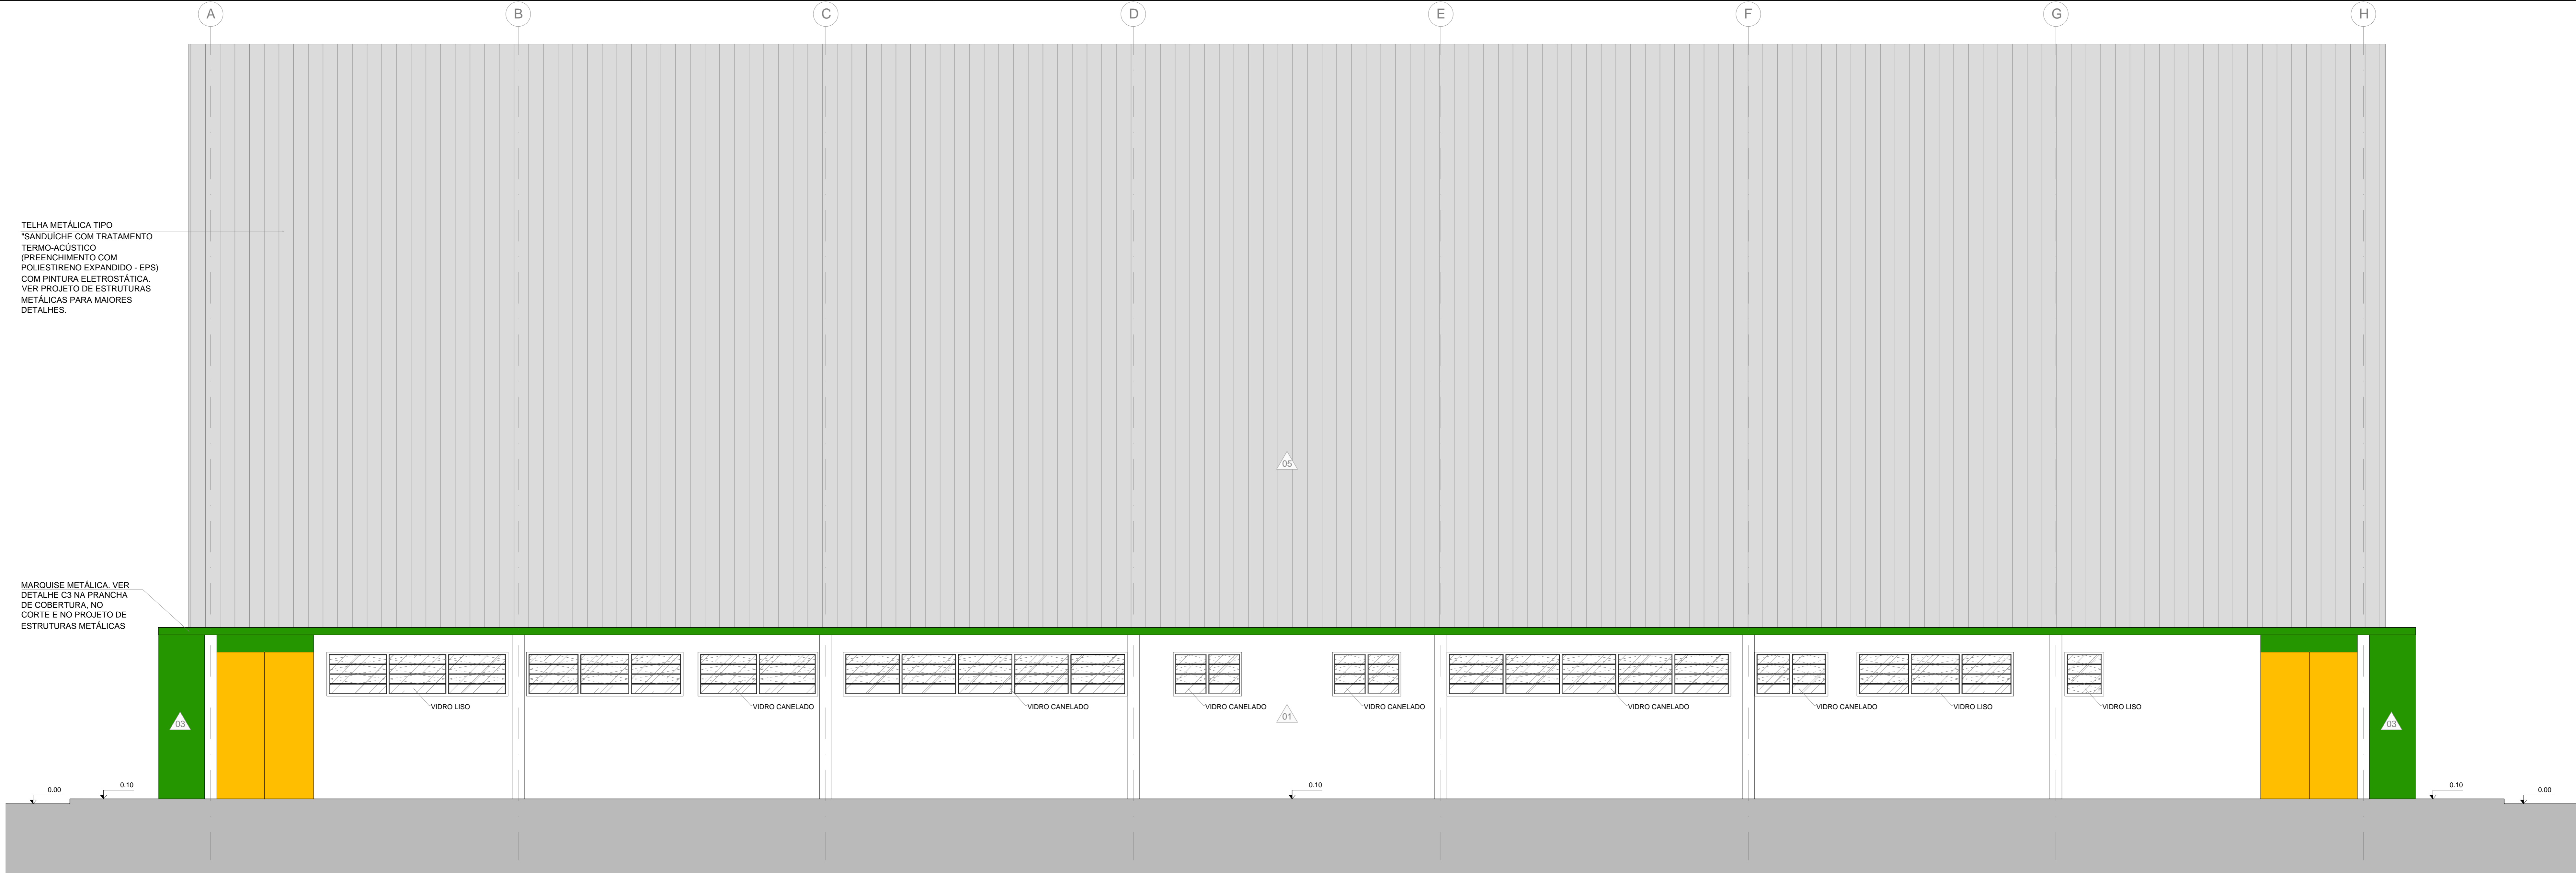 A
B
C
D
E
F
G
H
TELHA METÁLICA TIPO
"SANDUÍCHE COM TRATAMENTO
TERMO-ACÚSTICO
(PREENCHIMENTO COM
POLIESTIRENO EXPANDIDO - EPS)
COM PINTURA ELETROSTÁTICA.
VER PROJETO DE ESTRUTURAS
METÁLICAS PARA MAIORES
DETALHES.
05
MARQUISE METÁLICA. VER
DETALHE C3 NA PRANCHA
DE COBERTURA, NO
CORTE E NO PROJETO DE
ESTRUTURAS METÁLICAS
VIDRO LISO
VIDRO CANELADO
VIDRO CANELADO
VIDRO CANELADO
VIDRO CANELADO
VIDRO CANELADO
VIDRO CANELADO
VIDRO LISO
VIDRO LISO
03
01
03
0.00
0.10
0.10
0.10
0.00